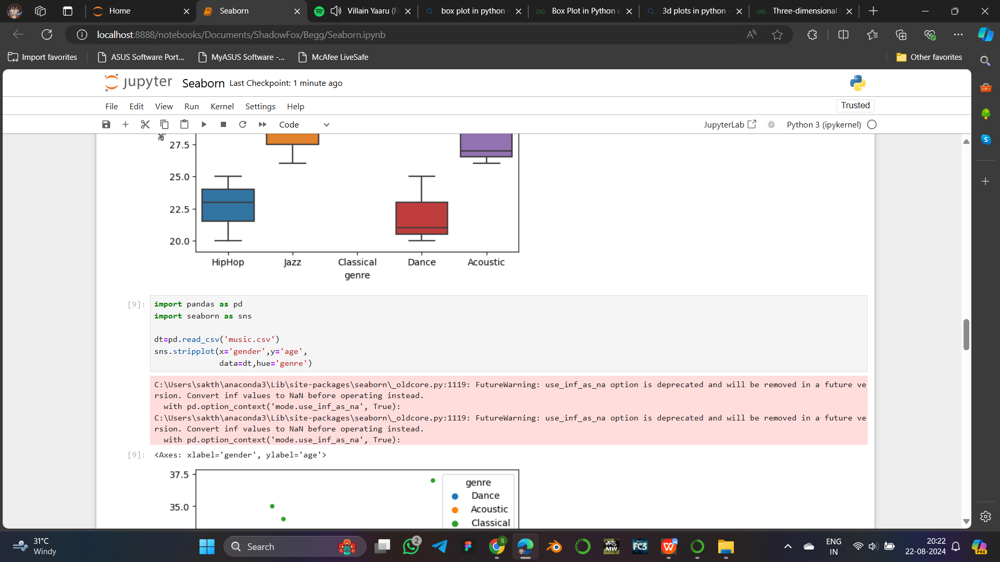 Home
Seaborn
Villain Yaaru (F
box plot in python -
Box Plot in Python u
3d plots in python -
Three-dimensional
localhost:8888/notebooks/Documents/ShadowFox/Begg/Seaborn.ipynb
Import favorites
ASUS Software Port...
MyASUS Software -...
McAfee LiveSafe
Other favorites
jupyter Seaborn Last Checkpoint: 1 minute ago
File Edit View Run Kernel Settings Help
Trusted
Code
JupyterLab
Python 3 (ipykernel)
27.5
25.0
22.5
20.0
HipHop Jazz Classical Dance Acoustic
genre
[9]:
import pandas as pd
import seaborn as sns
dt=pd.read_csv('music.csv')
sns.stripplot(x='gender',y='age',
data=dt,hue='genre')
C:\Users\sakth\anaconda3\Lib\site-packages\seaborn\_oldcore.py:1119: FutureWarning: use_inf_as_na option is deprecated and will be removed in a future ve
rsion. Convert inf values to NaN before operating instead.
with pd.option_context('mode.use_inf_as_na', True):
C:\Users\sakth\anaconda3\Lib\site-packages\seaborn\_oldcore.py:1119: FutureWarning: use_inf_as_na option is deprecated and will be removed in a future ve
rsion. Convert inf values to NaN before operating instead.
with pd.option_context('mode.use_inf_as_na', True):
[9]: <Axes: xlabel='gender', ylabel='age'>
37.5
35.0
genre
Dance
Acoustic
Classical
31°C
Windy
Search
2
S
MW
FC3
ENG
IN
20:22
22-08-2024
PRE